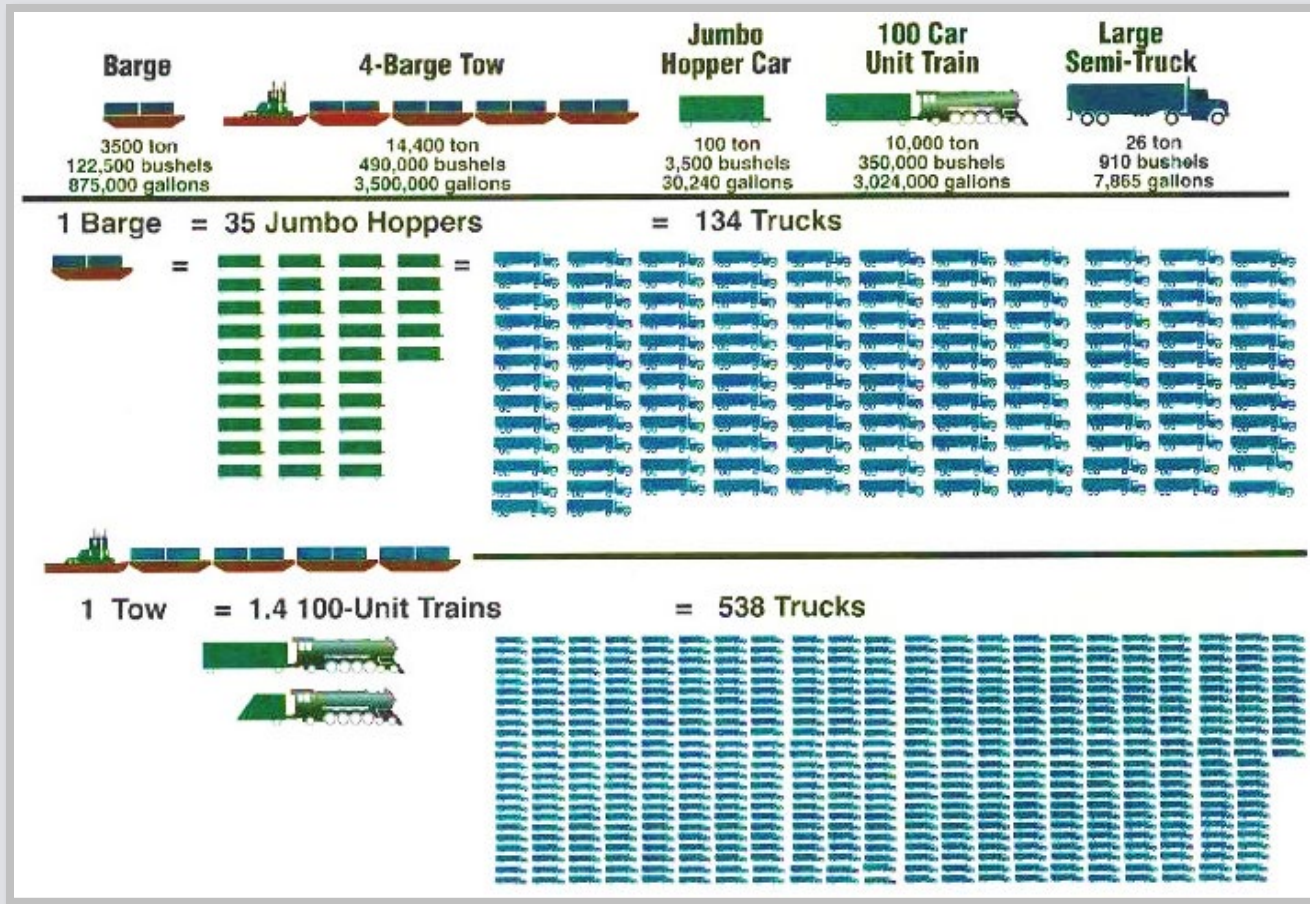 Barge
3500 ton
122,500 bushels
875,000 gallons
4-Barge Tow
14,400 ton
490,000 bushels
3,500,000 gallons
Jumbo
Hopper Car
100 ton
3,500 bushels
30,240 gallons
100 Car
Unit Train
10,000 ton
350,000 bushels
3,024,000 gallons
Large
Semi-Truck
26 ton
910 bushels
7,865 gallons
1 Barge = 35 Jumbo Hoppers = 134 Trucks
= =
1 Tow = 1.4 100-Unit Trains = 538 Trucks